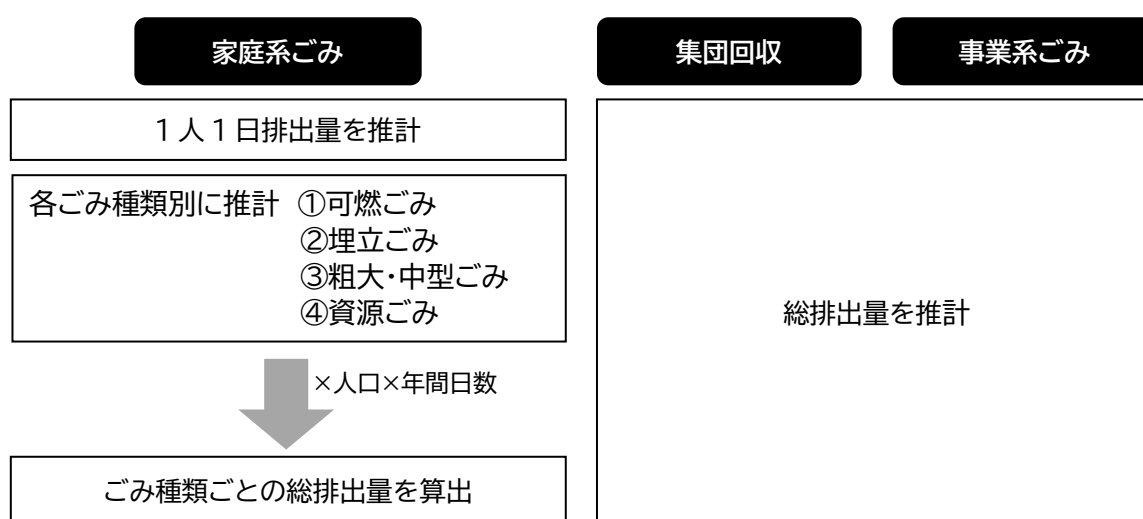 家庭系ごみ
1人1日排出量を推計
各ごみ種類別に推計 ①可燃ごみ
②埋立ごみ
③粗大・中型ごみ
④資源ごみ
×人口×年間日数
ごみ種類ごとの総排出量を算出
集団回収
事業系ごみ
総排出量を推計